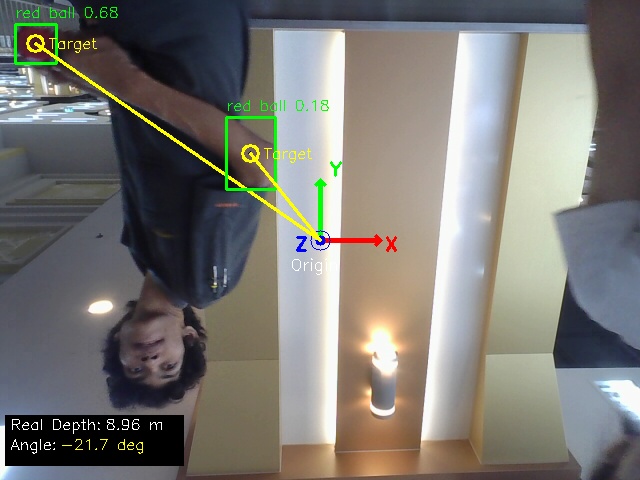 red ball 0.68
Target
red ball 0.18
Target
Y
Z
X
Origin
Real Depth: 8.96 m
Angle: -21.7 deg